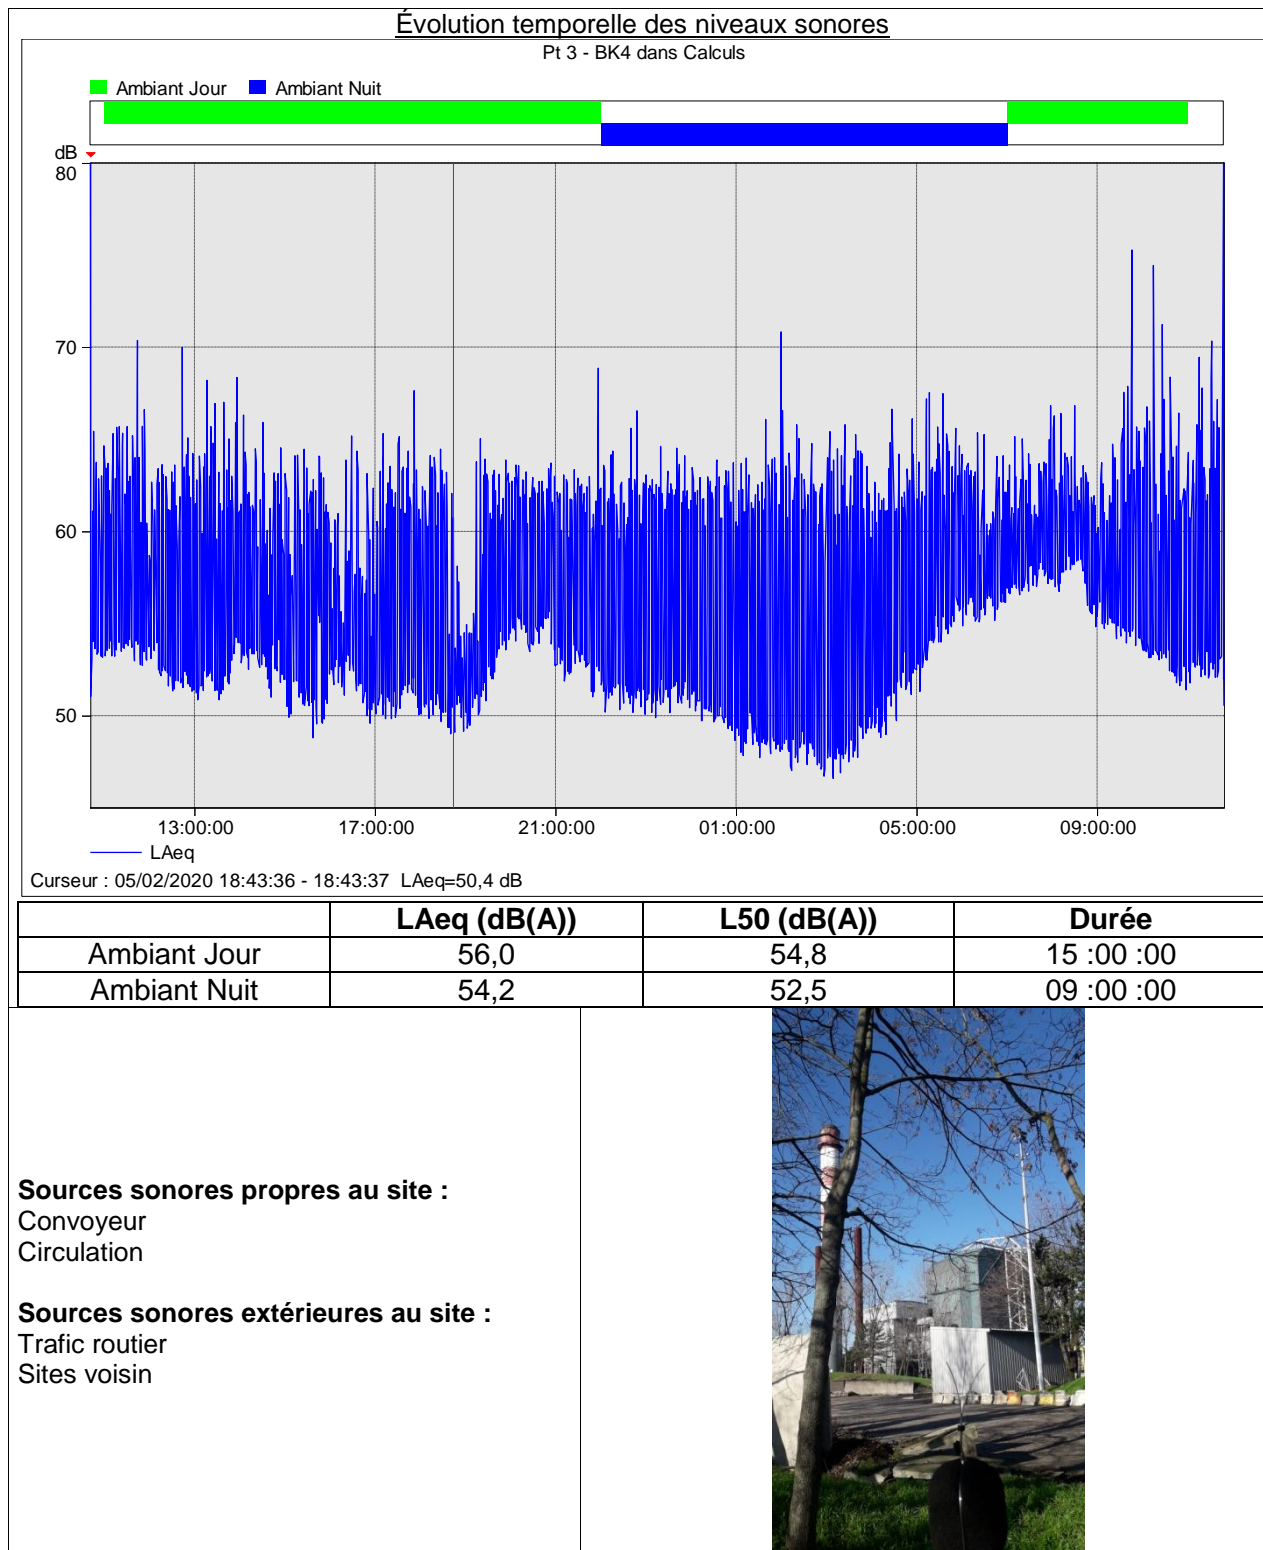 Évolution temporelle des niveaux sonores
Pt 3 - BK4 dans Calculs
Ambiant Jour Ambiant Nuit
dB
80
70
60
50
13:00:00 17:00:00 21:00:00 01:00:00 05:00:00 09:00:00
LAeq
Curseur : 05/02/2020 18:43:36 - 18:43:37 LAeq=50,4 dB
LAeq (dB(A)) L50 (dB(A)) Durée
Ambiant Jour 56,0 54,8 15 :00 :00
Ambiant Nuit 54,2 52,5 09 :00 :00
Sources sonores propres au site :
Convoyeur
Circulation
Sources sonores extérieures au site :
Trafic routier
Sites voisin